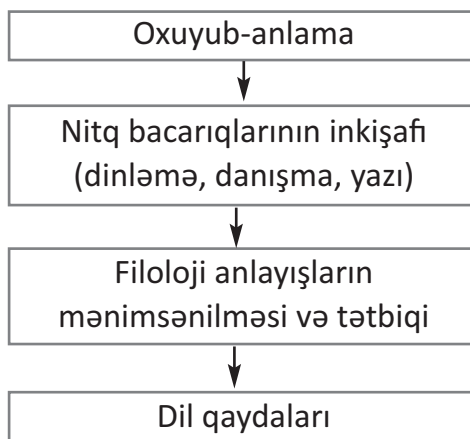 Oxuyub-anlama
Nitq bacarıqlarının inkişafı
(dinləmə, danışma, yazı)
Filoloji anlayışların
mənimsənilməsi və tətbiqi
Dil qaydaları